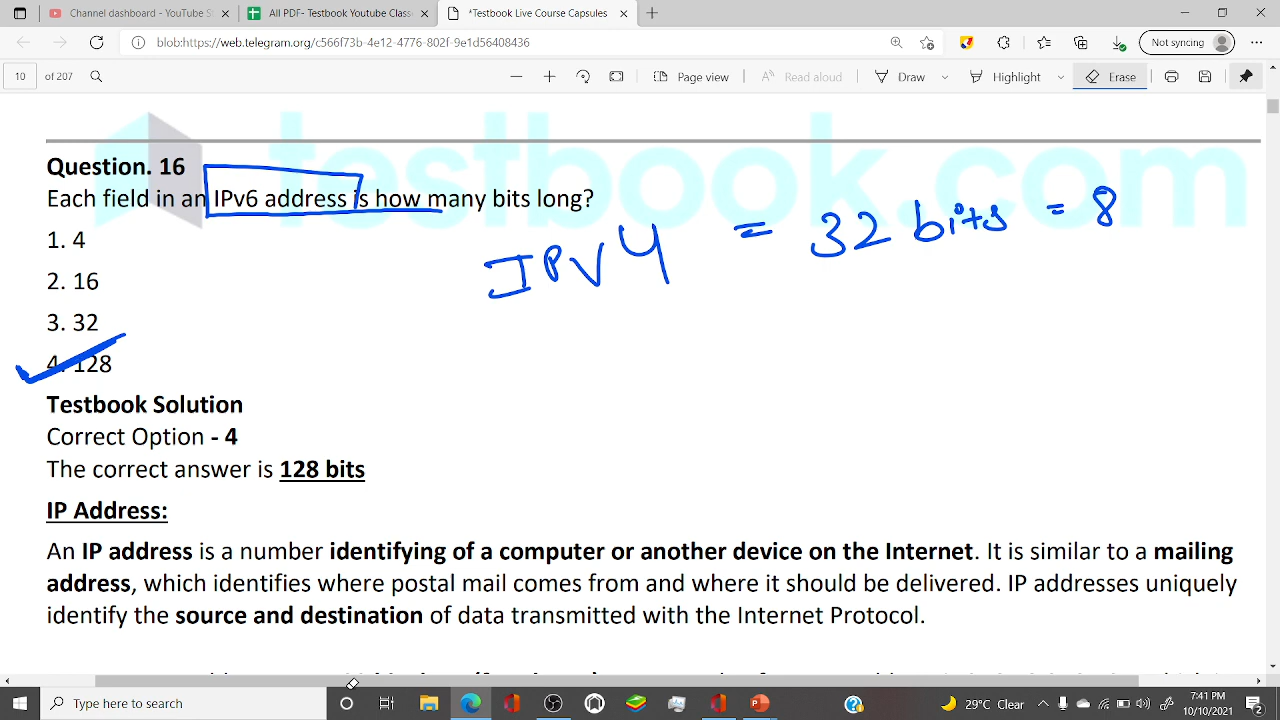 Channel dashboard - YouTube S
All PDF- Testbook Youtube Class
*Testbook Live Course Capsules
blob:https://web.telegram.org/c566f73b-4e12-4776-802f-9e1d56408436
Not syncing
10 of 207
Page view
Read aloud
Draw
Highlight
Erase
testbook.com
Question. 16
Each field in an IPv6 address is how many bits long?
IPV4 = 32 bits = 8
1. 4
2. 16
3. 32
4. 128
Testbook Solution
Correct Option - 4
The correct answer is 128 bits
IP Address:
An IP address is a number identifying of a computer or another device on the Internet. It is similar to a mailing
address, which identifies where postal mail comes from and where it should be delivered. IP addresses uniquely
identify the source and destination of data transmitted with the Internet Protocol.
Type here to search
29°C Clear
7:41 PM
10/10/2021